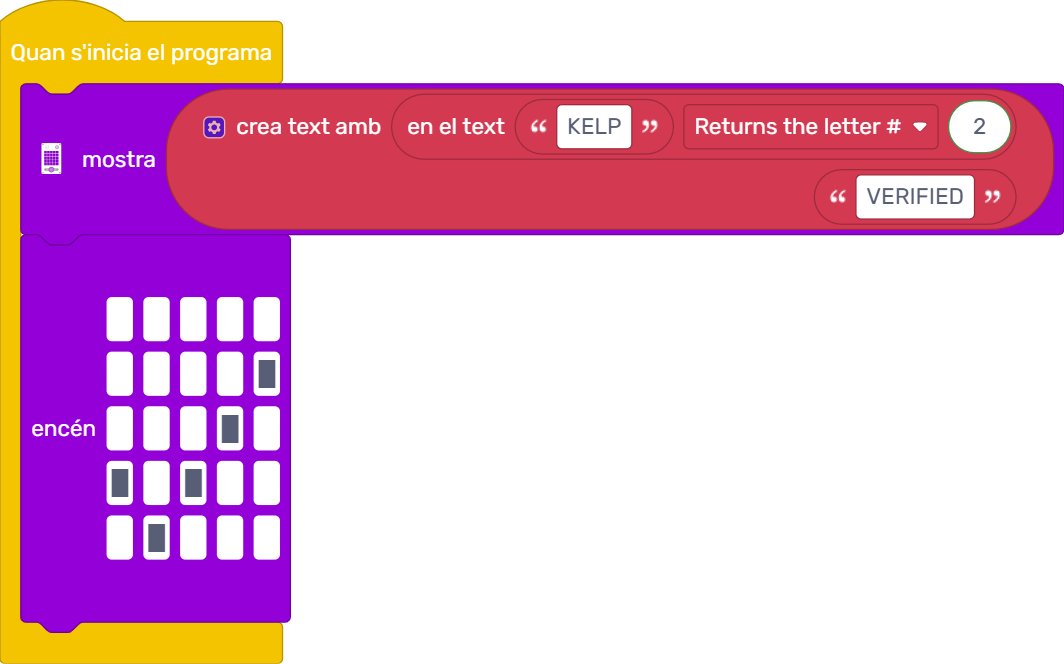 Quan s'inicia el programa
mostra crea text amb en el text “ KELP ” Returns the letter # 2
“ VERIFIED ”
encén